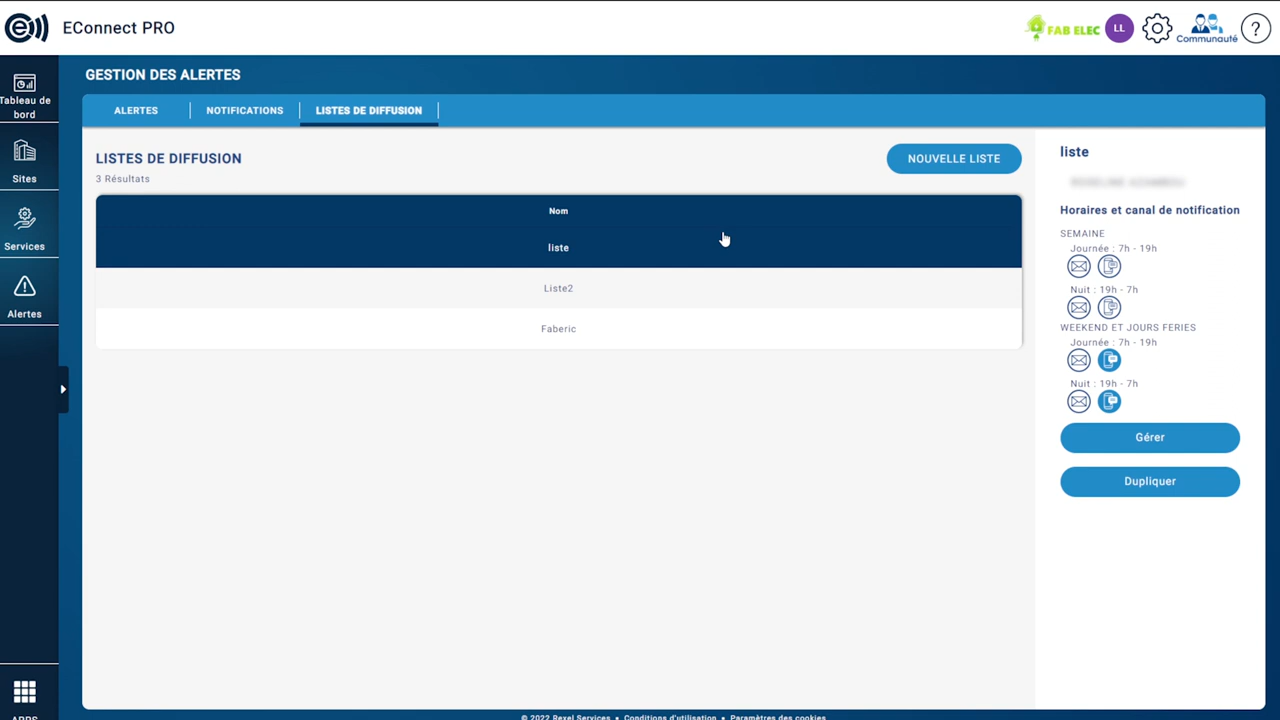 EConnect PRO
FAB ELEC
LL
Communauté
?
Tableau de
bord
Sites
Services
Alertes
GESTION DES ALERTES
ALERTES
NOTIFICATIONS
LISTES DE DIFFUSION
LISTES DE DIFFUSION
3 Résultats
NOUVELLE LISTE
Nom
liste
Liste2
Faberic
liste
Horaires et canal de notification
SEMAINE
Journée : 7h - 19h
Nuit : 19h - 7h
WEEKEND ET JOURS FERIES
Journée : 7h - 19h
Nuit : 19h - 7h
Gérer
Dupliquer
© 2022 Rexel Services • Conditions d'utilisation • Paramètres des cookies
APPS